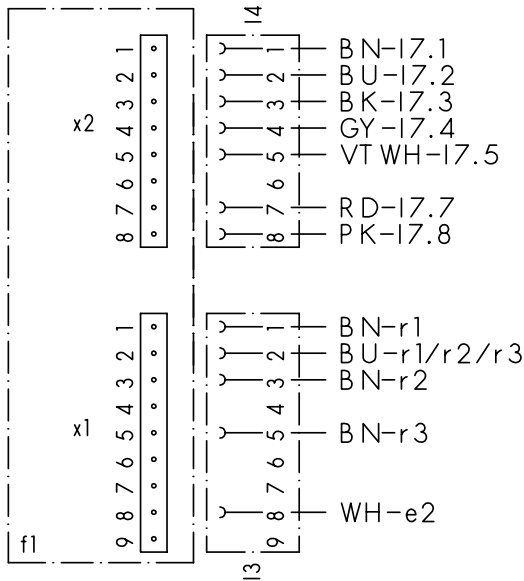 I4
1 1 BN-I7.1
2 2 BU-I7.2
3 3 BK-I7.3
x2
4 4 GY-I7.4
5 5 VTWH-I7.5
6 6
7 7 RD-I7.7
8 8 PK-I7.8
1 1 BN-r1
2 2 BU-r1/r2/r3
3 3 BN-r2
4 4
x1
5 5 BN-r3
6 6
7 7
8 8 WH-e2
9 9
f1
I3